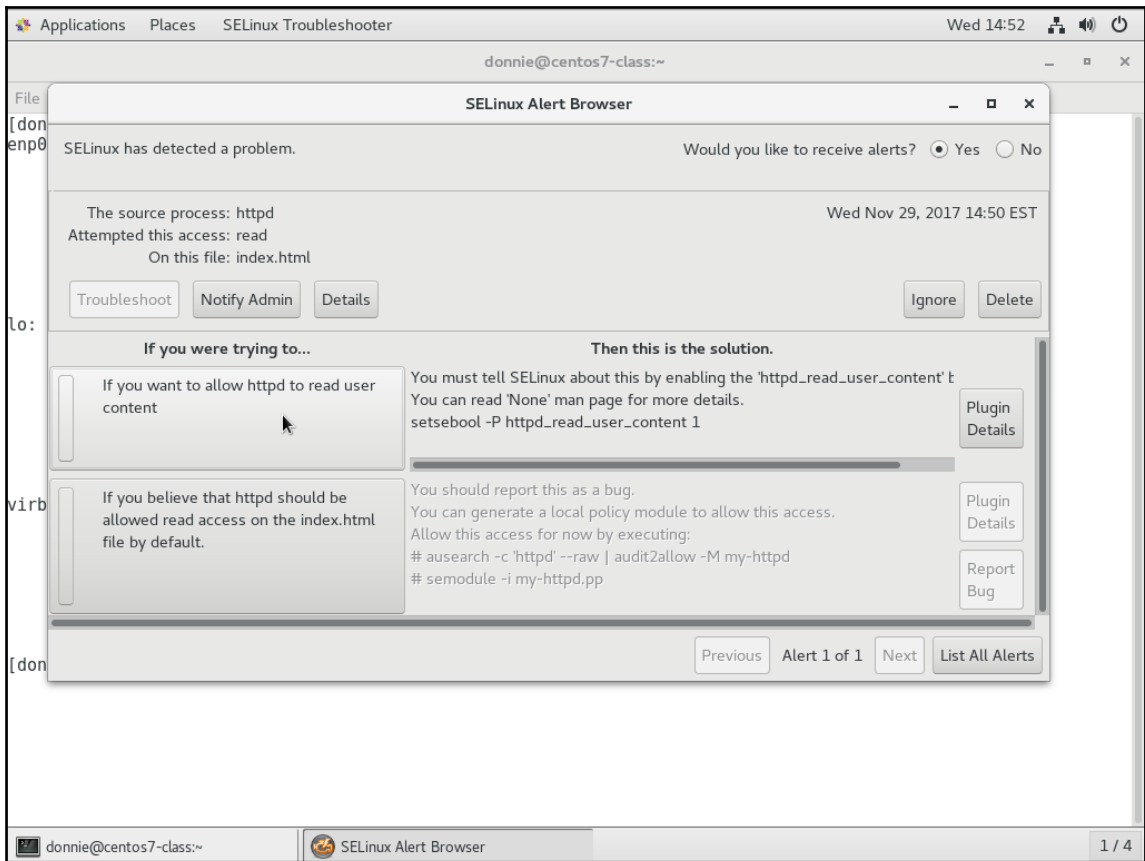 Applications Places SELinux Troubleshooter Wed 14:52
donnie@centos7-class:~
File
SELinux Alert Browser
[don
enp0
SELinux has detected a problem. Would you like to receive alerts? Yes No
The source process: httpd Wed Nov 29, 2017 14:50 EST
Attempted this access: read
On this file: index.html
Troubleshoot Notify Admin Details Ignore Delete
lo:
If you were trying to... Then this is the solution.
If you want to allow httpd to read user
content
You must tell SELinux about this by enabling the 'httpd_read_user_content' b
You can read 'None' man page for more details.
setsebool -P httpd_read_user_content 1
Plugin
Details
virb
If you believe that httpd should be
allowed read access on the index.html
file by default.
You should report this as a bug.
You can generate a local policy module to allow this access.
Allow this access for now by executing:
# ausearch -c 'httpd' --raw | audit2allow -M my-httpd
# semodule -i my-httpd.pp
Plugin
Details
Report
Bug
Previous Alert 1 of 1 Next List All Alerts
[don
donnie@centos7-class:~ SELinux Alert Browser 1 / 4